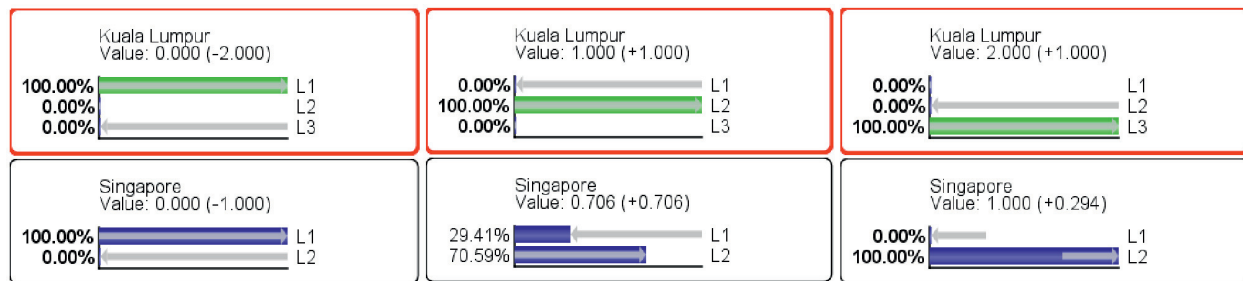 Kuala Lumpur
Value: 0.000 (-2.000)
100.00% L1
0.00% L2
0.00% L3
Kuala Lumpur
Value: 1.000 (+1.000)
0.00% L1
100.00% L2
0.00% L3
Kuala Lumpur
Value: 2.000 (+1.000)
0.00% L1
0.00% L2
100.00% L3
Singapore
Value: 0.000 (-1.000)
100.00% L1
0.00% L2
Singapore
Value: 0.706 (+0.706)
29.41% L1
70.59% L2
Singapore
Value: 1.000 (+0.294)
0.00% L1
100.00% L2